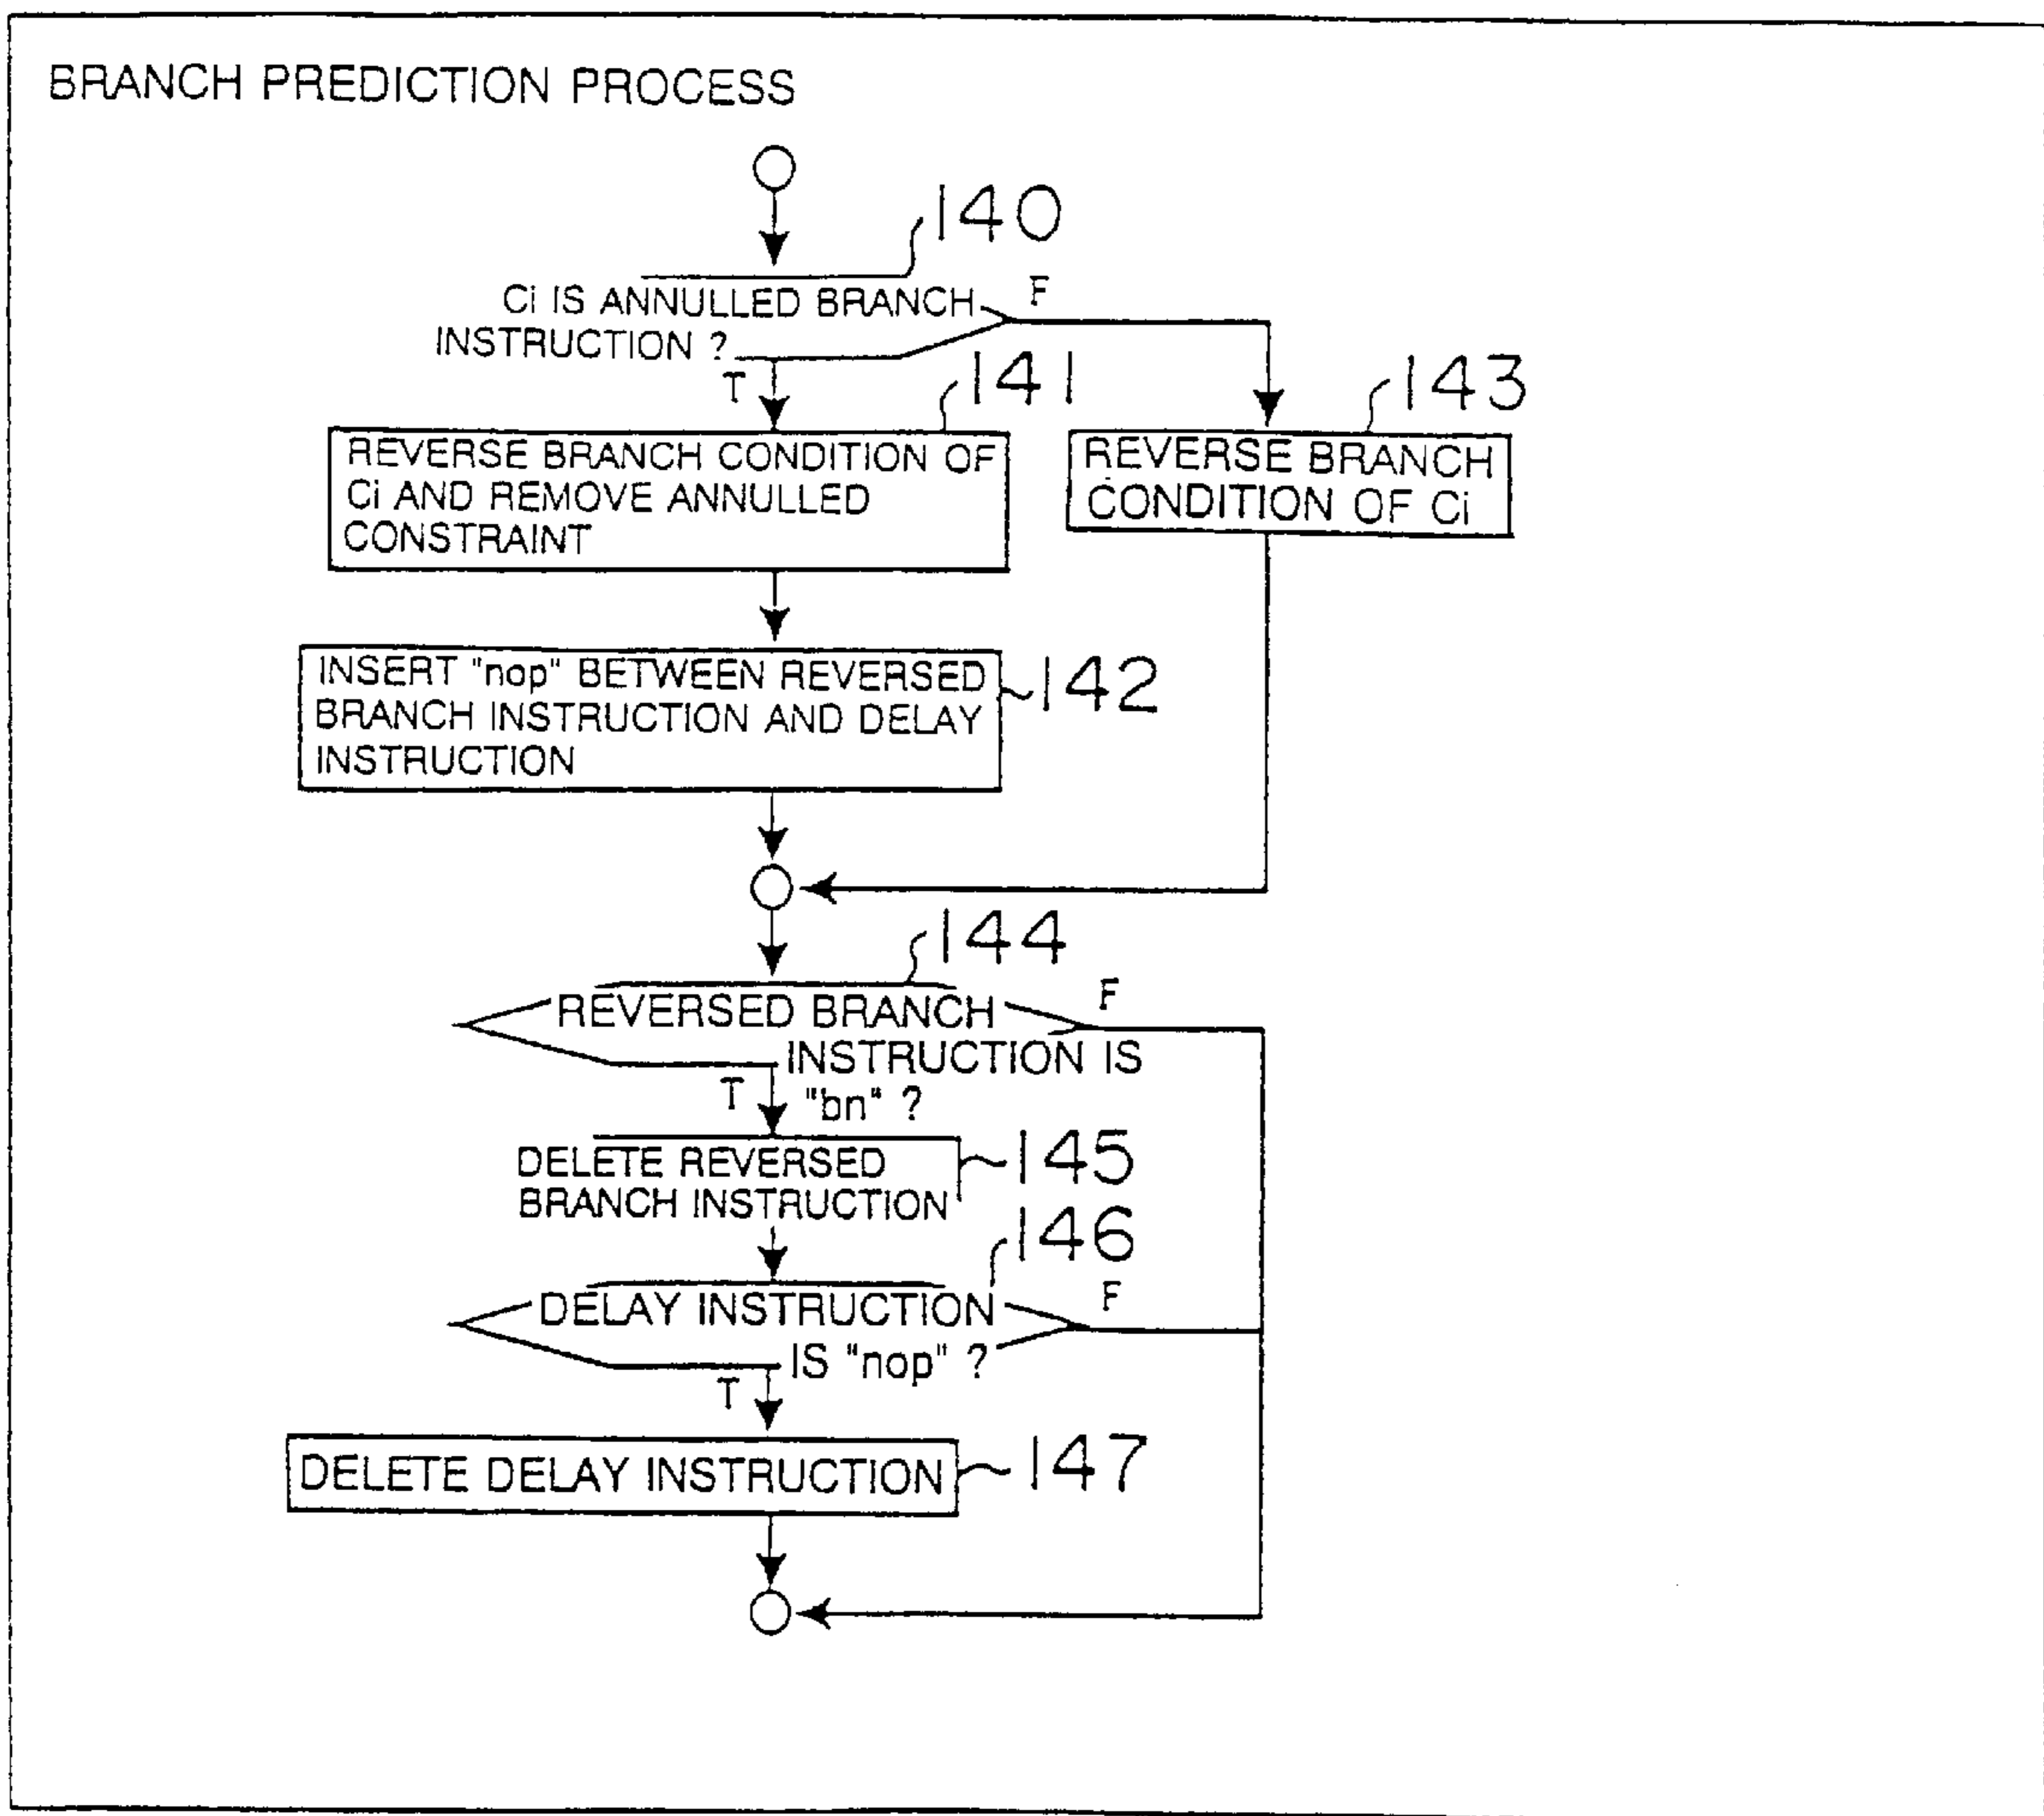 BRANCH PREDICTION PROCESS
140
Ci IS ANNULLED BRANCH
INSTRUCTION ?
F
T
141
REVERSE BRANCH CONDITION OF
Ci AND REMOVE ANNULLED
CONSTRAINT
143
REVERSE BRANCH
CONDITION OF Ci
INSERT "nop" BETWEEN REVERSED
BRANCH INSTRUCTION AND DELAY
INSTRUCTION
142
144
REVERSED BRANCH
INSTRUCTION IS
"bn" ?
F
T
DELETE REVERSED
BRANCH INSTRUCTION
145
146
DELAY INSTRUCTION
IS "nop" ?
F
T
DELETE DELAY INSTRUCTION
147